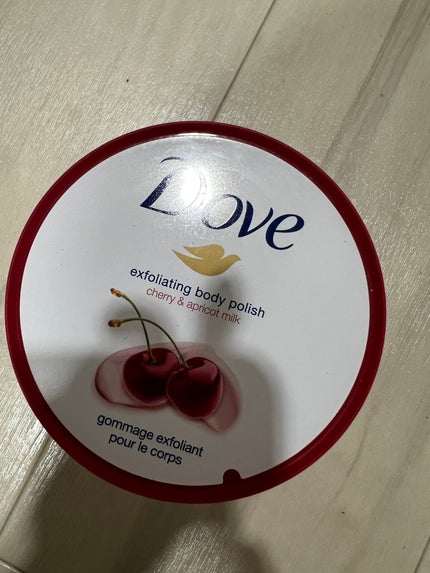 Dove
exfoliating body polish
cherry & apricot milk
gommage exfoliant
pour le corps